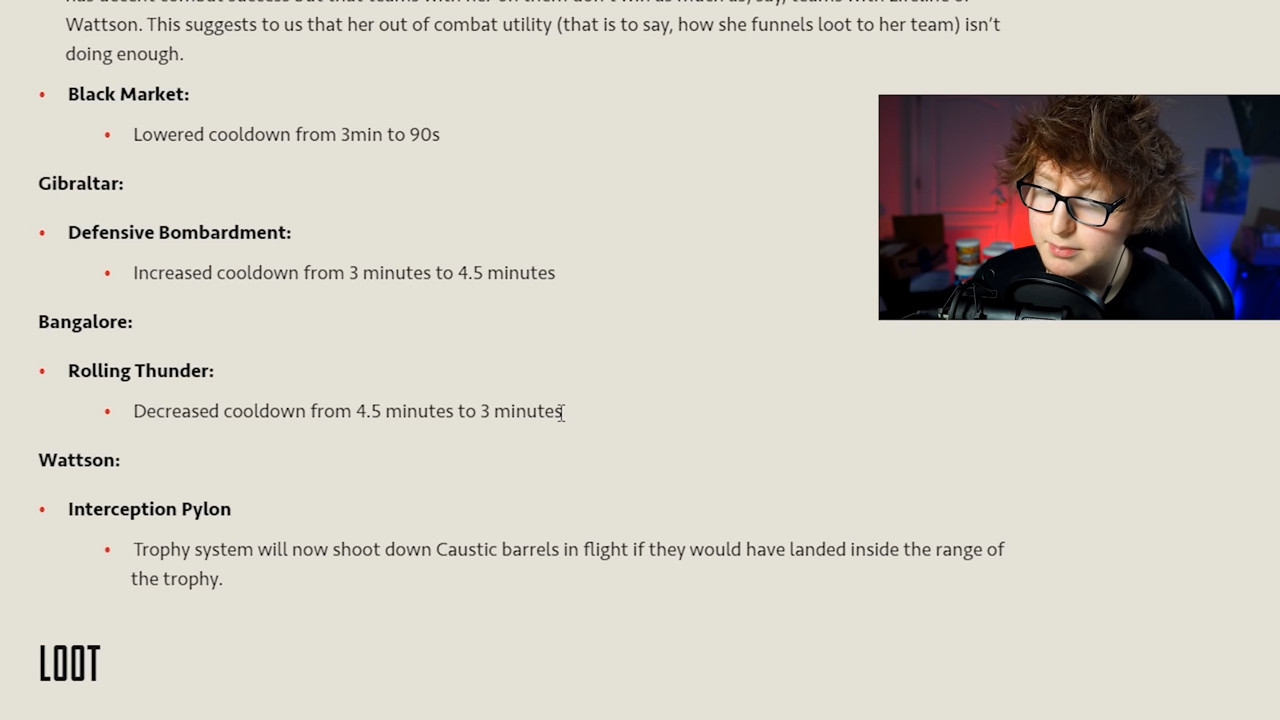 Wattson. This suggests to us that her out of combat utility (that is to say, how she funnels loot to her team) isn't
doing enough.
• Black Market:
• Lowered cooldown from 3min to 90s
Gibraltar:
• Defensive Bombardment:
• Increased cooldown from 3 minutes to 4.5 minutes
Bangalore:
• Rolling Thunder:
• Decreased cooldown from 4.5 minutes to 3 minutes
Wattson:
• Interception Pylon
• Trophy system will now shoot down Caustic barrels in flight if they would have landed inside the range of
the trophy.
LOOT